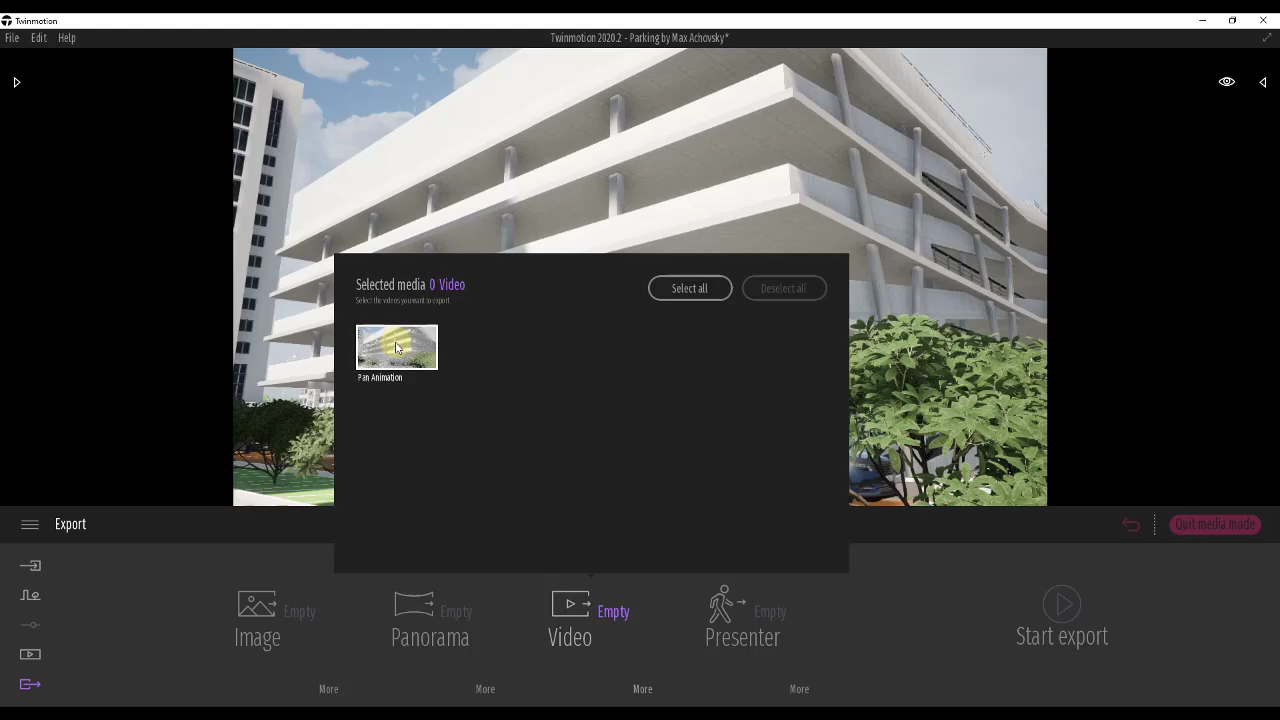 Twinmotion
File Edit Help
Twinmotion 2020.2 - Parking by Max Achovsky*
Selected media 0 Video
Select the videos you want to export
Select all
Deselect all
Pan Animation
Export
Quit media mode
Empty
Image
Empty
Panorama
Empty
Video
Empty
Presenter
Start export
More
More
More
More